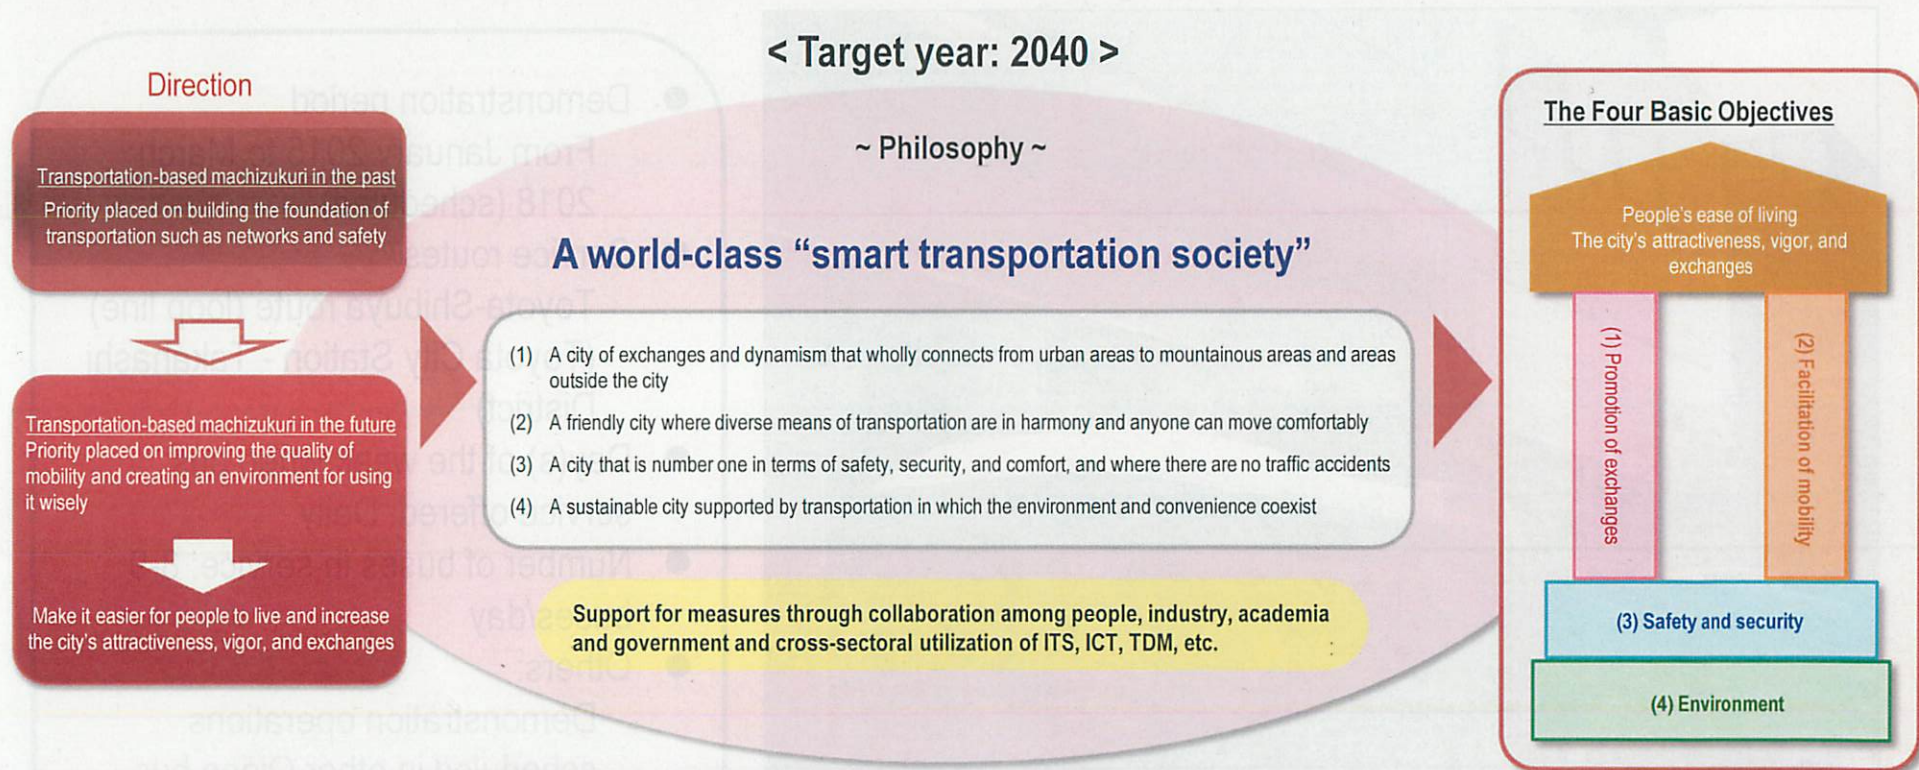 < Target year: 2040 >
Direction
Transportation-based machizukuri in the past
Priority placed on building the foundation of
transportation such as networks and safety
Transportation-based machizukuri in the future
Priority placed on improving the quality of
mobility and creating an environment for using
it wisely
Make it easier for people to live and increase
the city's attractiveness, vigor, and exchanges
~ Philosophy ~
A world-class “smart transportation society”
(1) A city of exchanges and dynamism that wholly connects from urban areas to mountainous areas and areas
outside the city
(2) A friendly city where diverse means of transportation are in harmony and anyone can move comfortably
(3) A city that is number one in terms of safety, security, and comfort, and where there are no traffic accidents
(4) A sustainable city supported by transportation in which the environment and convenience coexist
Support for measures through collaboration among people, industry, academia
and government and cross-sectoral utilization of ITS, ICT, TDM, etc.
The Four Basic Objectives
People's ease of living
The city's attractiveness, vigor, and
exchanges
(1) Promotion of exchanges
(2) Facilitation of mobility
(3) Safety and security
(4) Environment